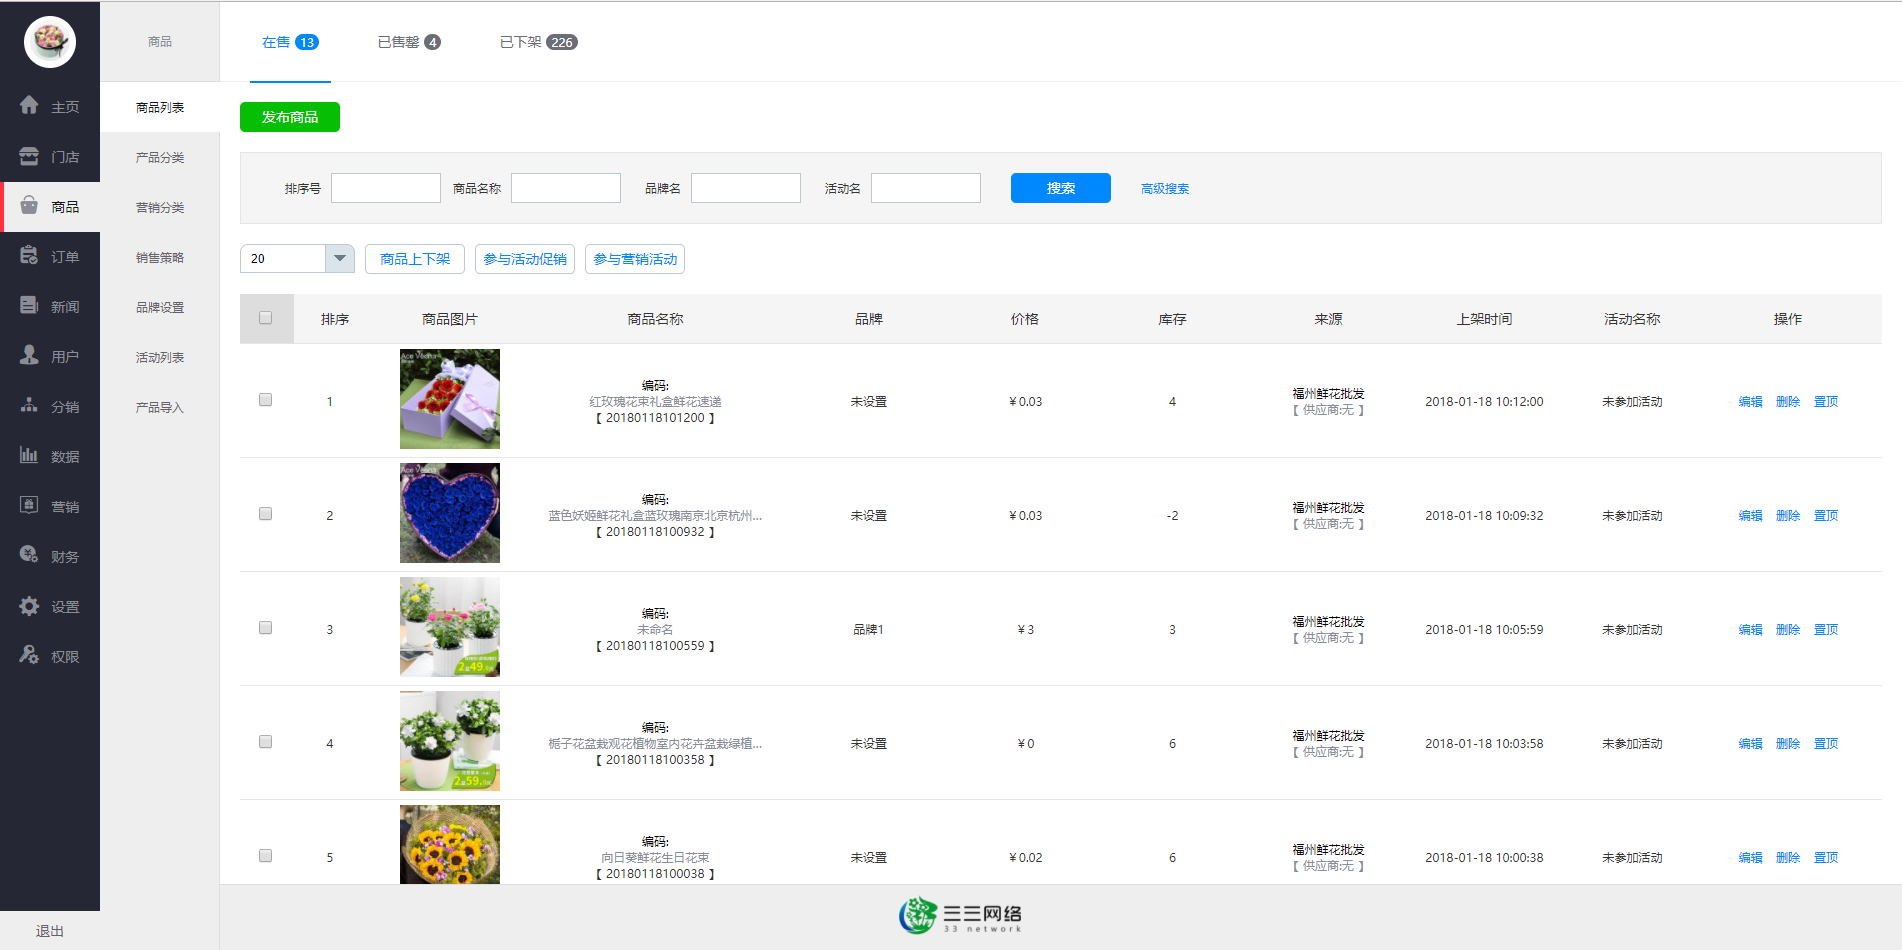 商品
在售 13
已售罄 4
已下架 226
主页
门店
商品
订单
新闻
用户
分销
数据
营销
财务
设置
权限
退出
商品列表
产品分类
营销分类
销售策略
品牌设置
活动列表
产品导入
发布商品
排序号
商品名称
品牌名
活动名
搜索
高级搜索
20
商品上下架
参与活动促销
参与营销活动
排序 商品图片 商品名称 品牌 价格 库存 来源 上架时间 活动名称 操作
Ace Veena
编码:
1 红玫瑰花束礼盒鲜花速递 未设置 ¥0.03 4 福州鲜花批发 2018-01-18 10:12:00 未参加活动 编辑 删除 置顶
【 20180118101200 】 【 供应商:无 】
Ace Veena
编码:
2 蓝色妖姬鲜花礼盒蓝玫瑰南京北京杭州... 未设置 ¥0.03 -2 福州鲜花批发 2018-01-18 10:09:32 未参加活动 编辑 删除 置顶
【 20180118100932 】 【 供应商:无 】
编码:
3 未命名 品牌1 ¥3 3 福州鲜花批发 2018-01-18 10:05:59 未参加活动 编辑 删除 置顶
【 20180118100559 】 【 供应商:无 】
2盆49.
编码:
4 栀子花盆栽观花植物室内花卉盆栽绿植... 未设置 ¥0 6 福州鲜花批发 2018-01-18 10:03:58 未参加活动 编辑 删除 置顶
【 20180118100358 】 【 供应商:无 】
2盆59.
编码:
5 向日葵鲜花生日花束 未设置 ¥0.02 6 福州鲜花批发 2018-01-18 10:00:38 未参加活动 编辑 删除 置顶
【 20180118100038 】 【 供应商:无 】
三三网络
33 network